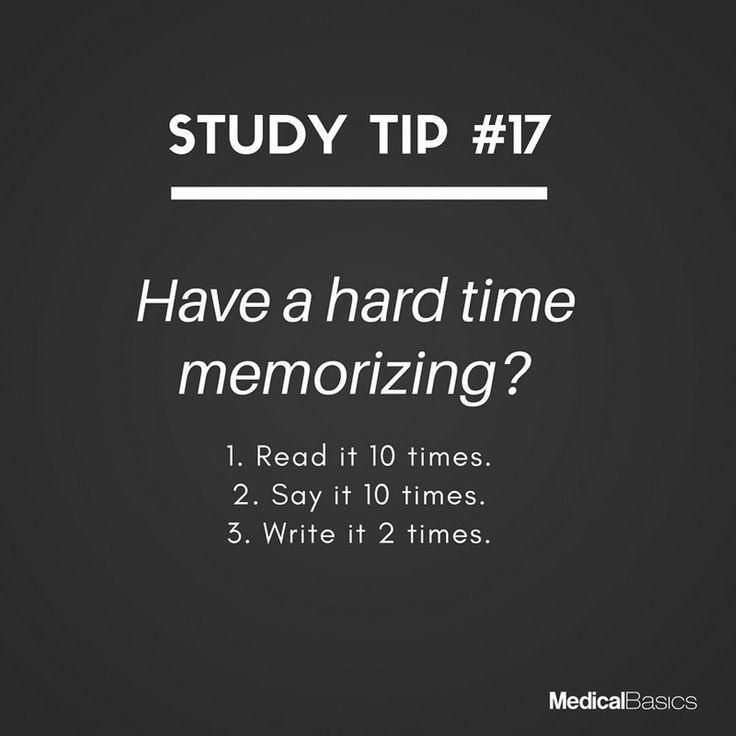 STUDY TIP #17
Have a hard time
memorizing?
1. Read it 10 times.
2. Say it 10 times.
3. Write it 2 times.
MedicalBasics